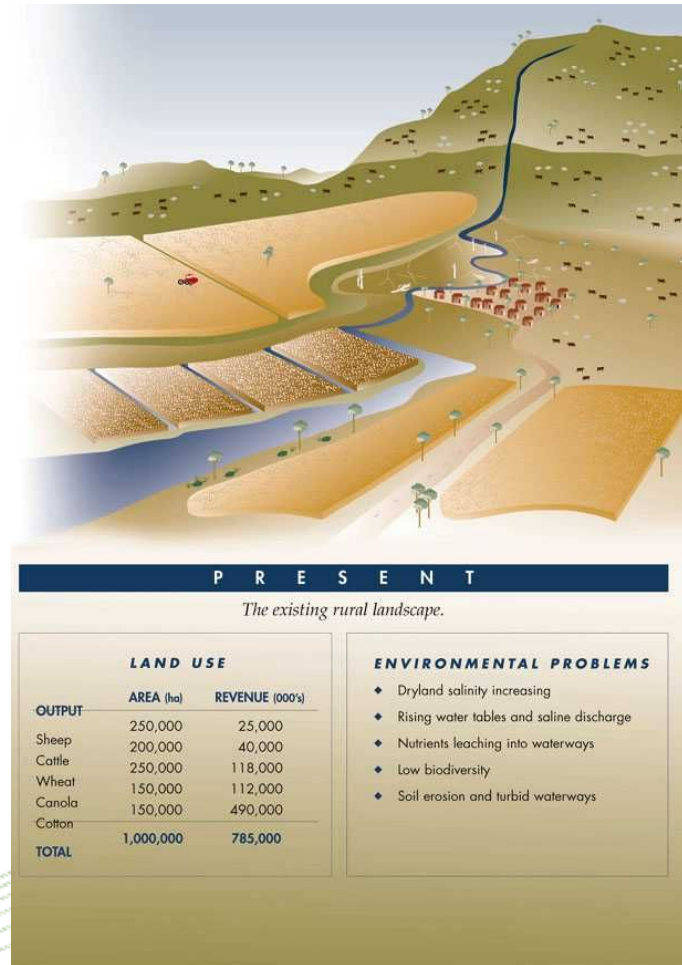 P R E S E N T
The existing rural landscape.
LAND USE
OUTPUT AREA (ha) REVENUE (000's)
Sheep 250,000 25,000
Cattle 200,000 40,000
Wheat 250,000 118,000
Canola 150,000 112,000
Cotton 150,000 490,000
TOTAL 1,000,000 785,000
ENVIRONMENTAL PROBLEMS
◆ Dryland salinity increasing
◆ Rising water tables and saline discharge
◆ Nutrients leaching into waterways
◆ Low biodiversity
◆ Soil erosion and turbid waterways